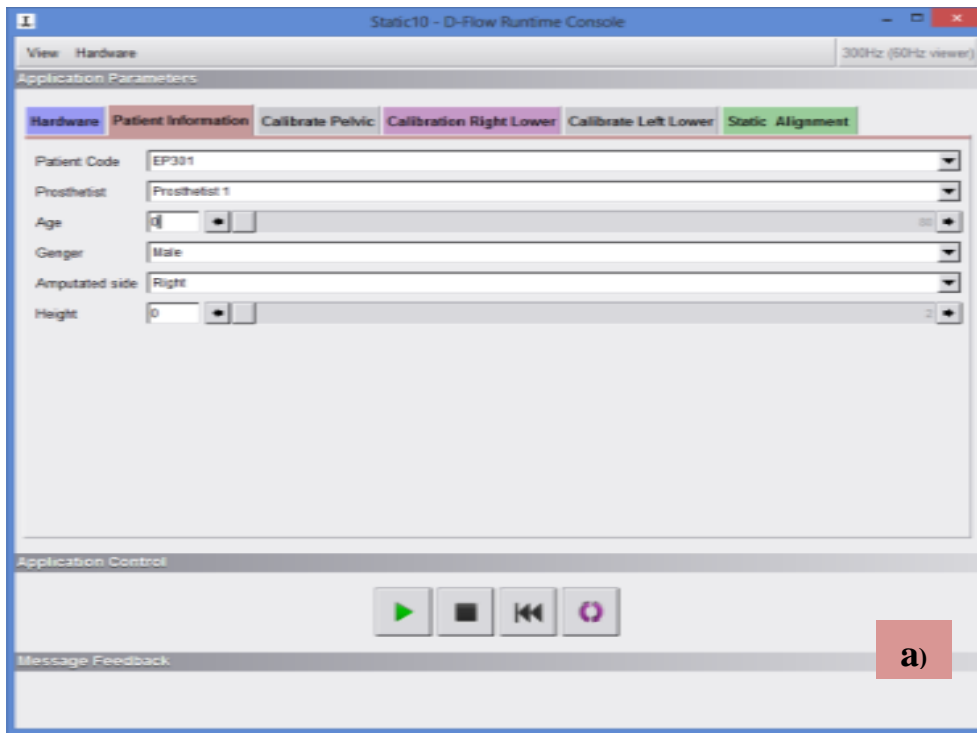 Static10 - D-Flow Runtime Console
View Hardware 300Hz (60Hz viewer)
Application Parameters
Hardware Patient Information Calibrate Pelvic Calibration Right Lower Calibrate Left Lower Static Alignment
Patient Code EP301
Prosthetist Prosthetist 1
Age 0
Genger Male
Amputated side Right
Height 0 2
Application Control
Message Feedback
a)